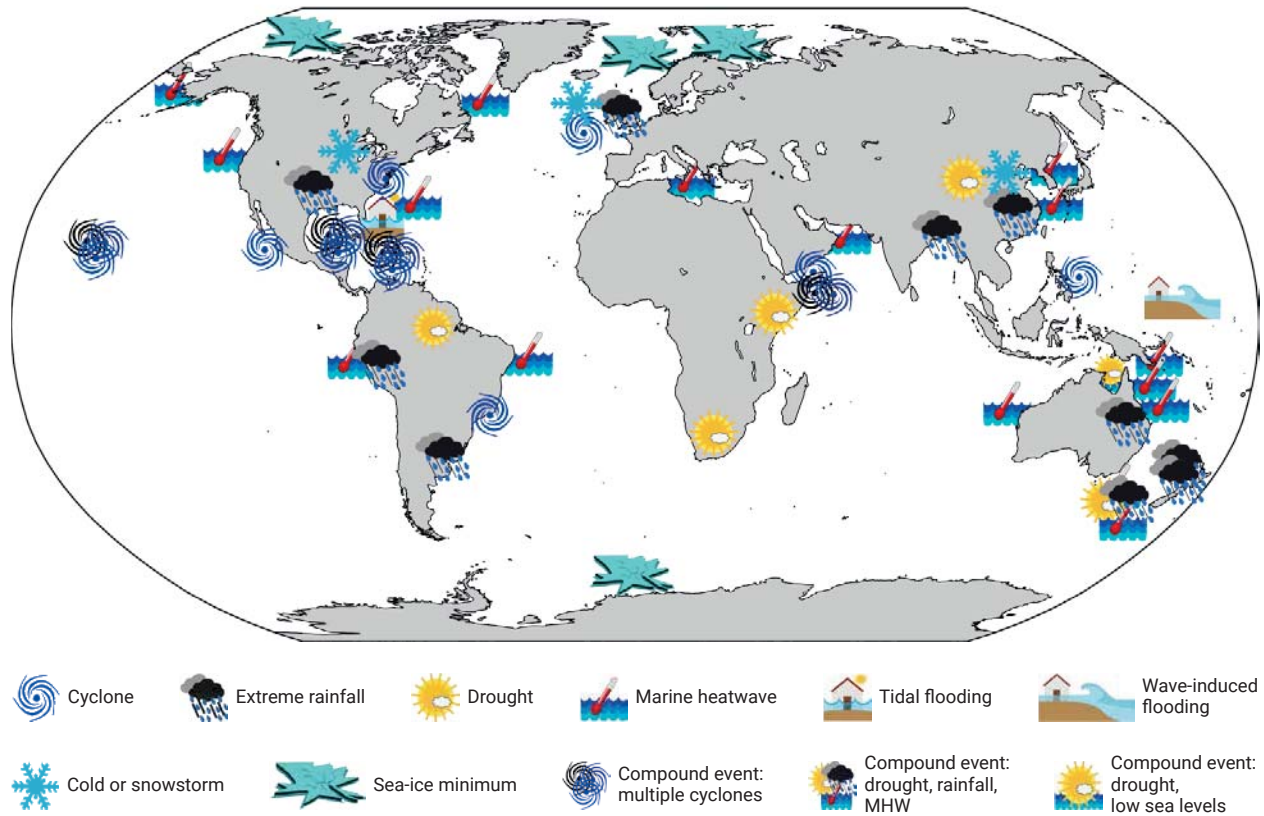 Cyclone
Extreme rainfall
Drought
Marine heatwave
Tidal flooding
Wave-induced
flooding
Cold or snowstorm
Sea-ice minimum
Compound event:
multiple cyclones
Compound event:
drought, rainfall,
MHW
Compound event:
drought,
low sea levels